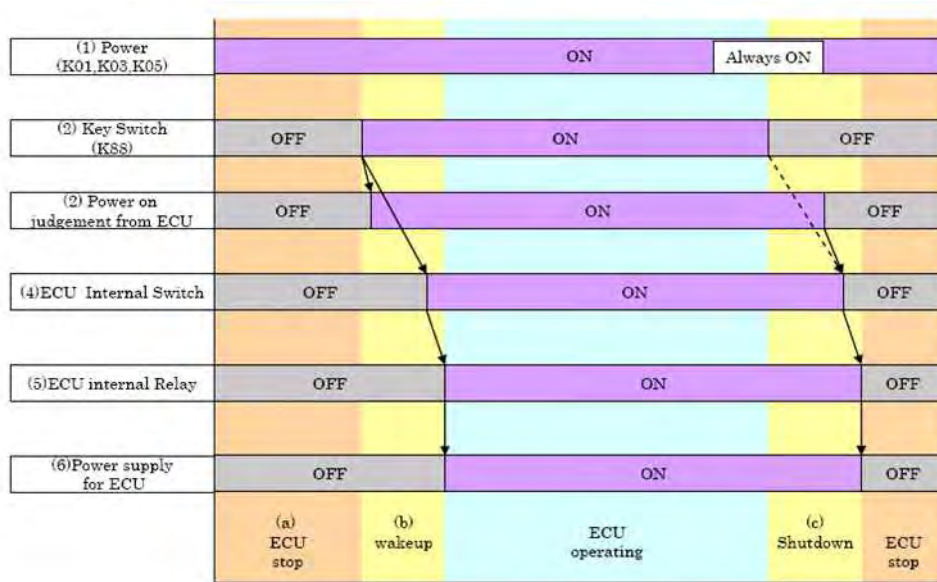 (1) Power
(K01,K03,K05)
ON
Always ON
(2) Key Switch
(K88)
OFF
ON
OFF
(2) Power on
judgement from ECU
OFF
ON
OFF
(4)ECU Internal Switch
OFF
ON
OFF
(5)ECU internal Relay
OFF
ON
OFF
(6)Power supply
for ECU
OFF
ON
OFF
(a)
ECU
stop
(b)
wakeup
ECU
operating
(c)
Shutdown
ECU
stop